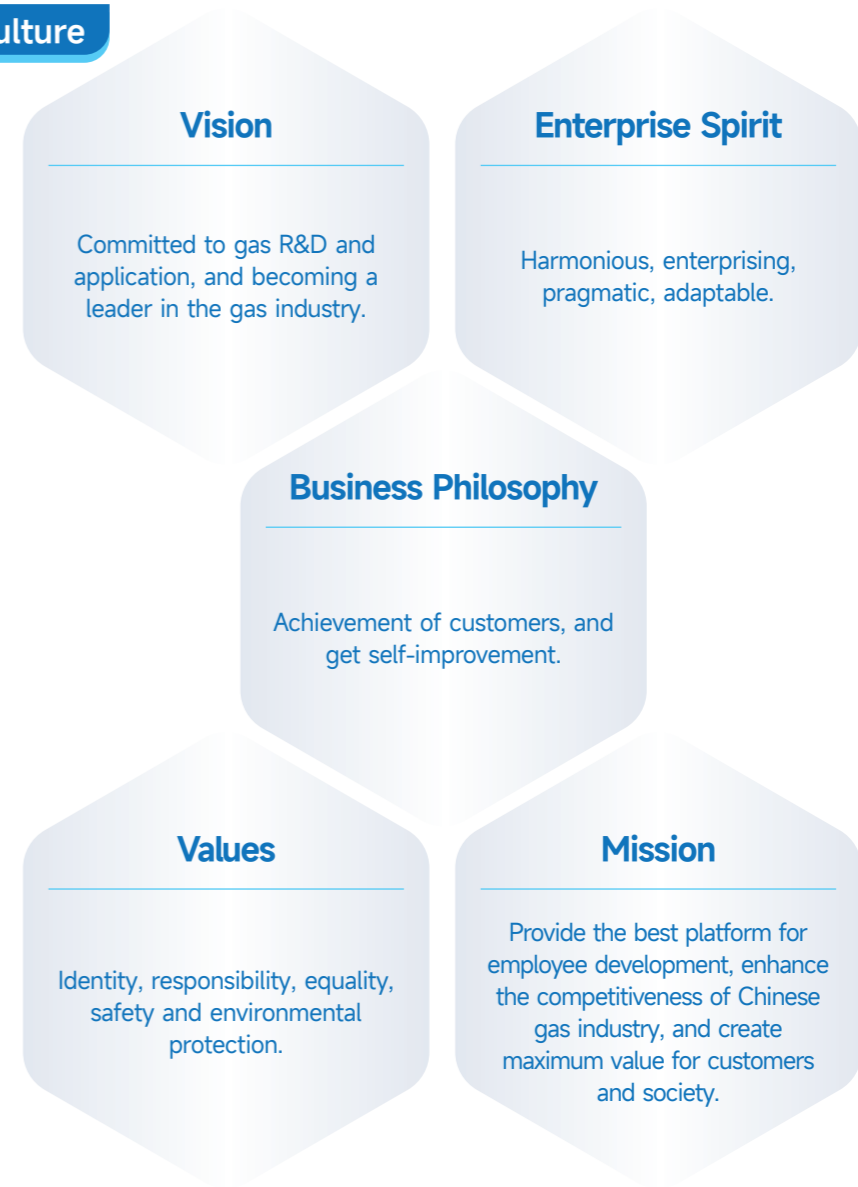 ulture
Vision
Committed to gas R&D and
application, and becoming a
leader in the gas industry.
Enterprise Spirit
Harmonious, enterprising,
pragmatic, adaptable.
Business Philosophy
Achievement of customers, and
get self-improvement.
Values
Identity, responsibility, equality,
safety and environmental
protection.
Mission
Provide the best platform for
employee development, enhance
the competitiveness of Chinese
gas industry, and create
maximum value for customers
and society.